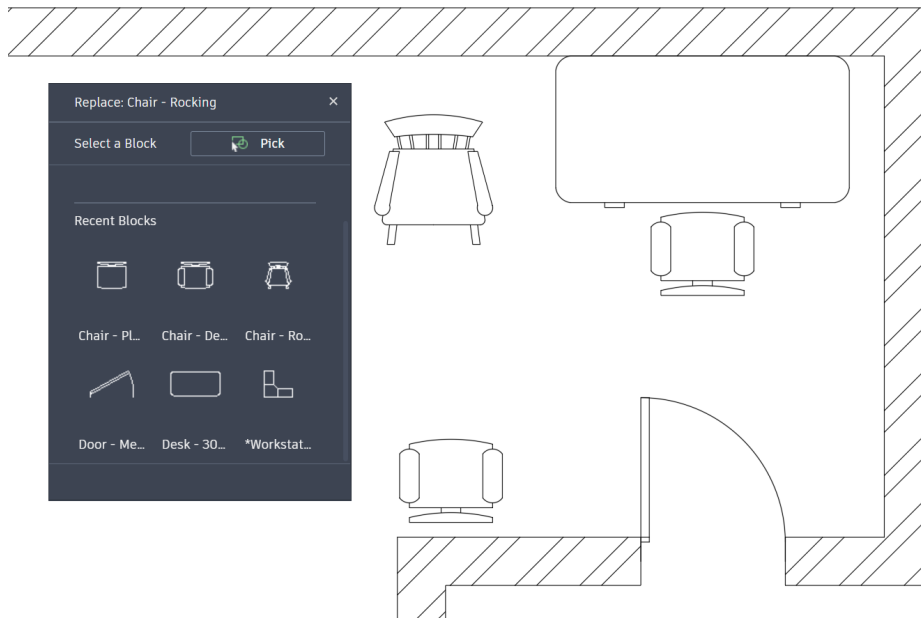 Replace: Chair - Rocking ×
Select a Block Pick
Recent Blocks
Chair - Pl... Chair - De... Chair - Ro...
Door - Me... Desk - 30... *Workstat...